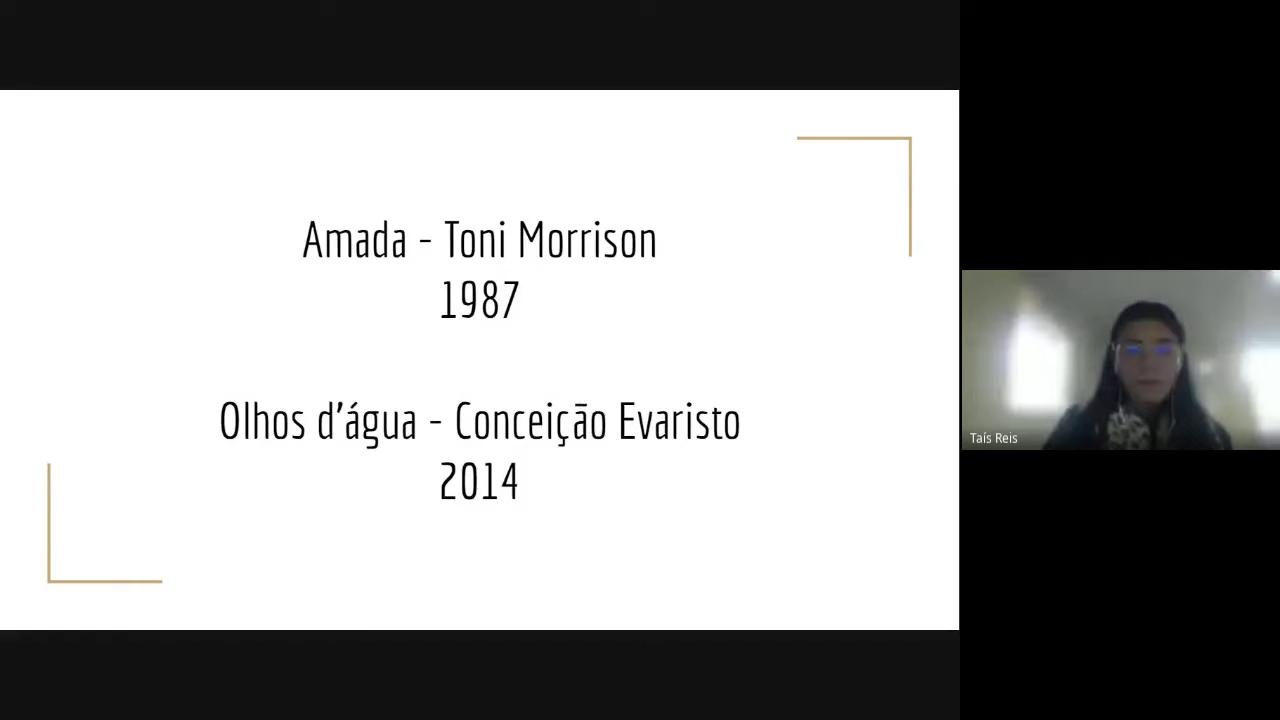 Amada - Toni Morrison
1987
Olhos d'água - Conceição Evaristo
2014
Taís Reis